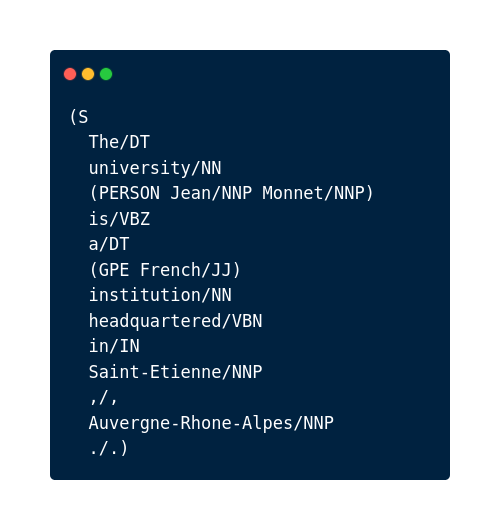 (S
  The/DT
  university/NN
  (PERSON Jean/NNP Monnet/NNP)
  is/VBZ
  a/DT
  (GPE French/JJ)
  institution/NN
  headquartered/VBN
  in/IN
  Saint-Etienne/NNP
  ,/,
  Auvergne-Rhone-Alpes/NNP
  ./.)